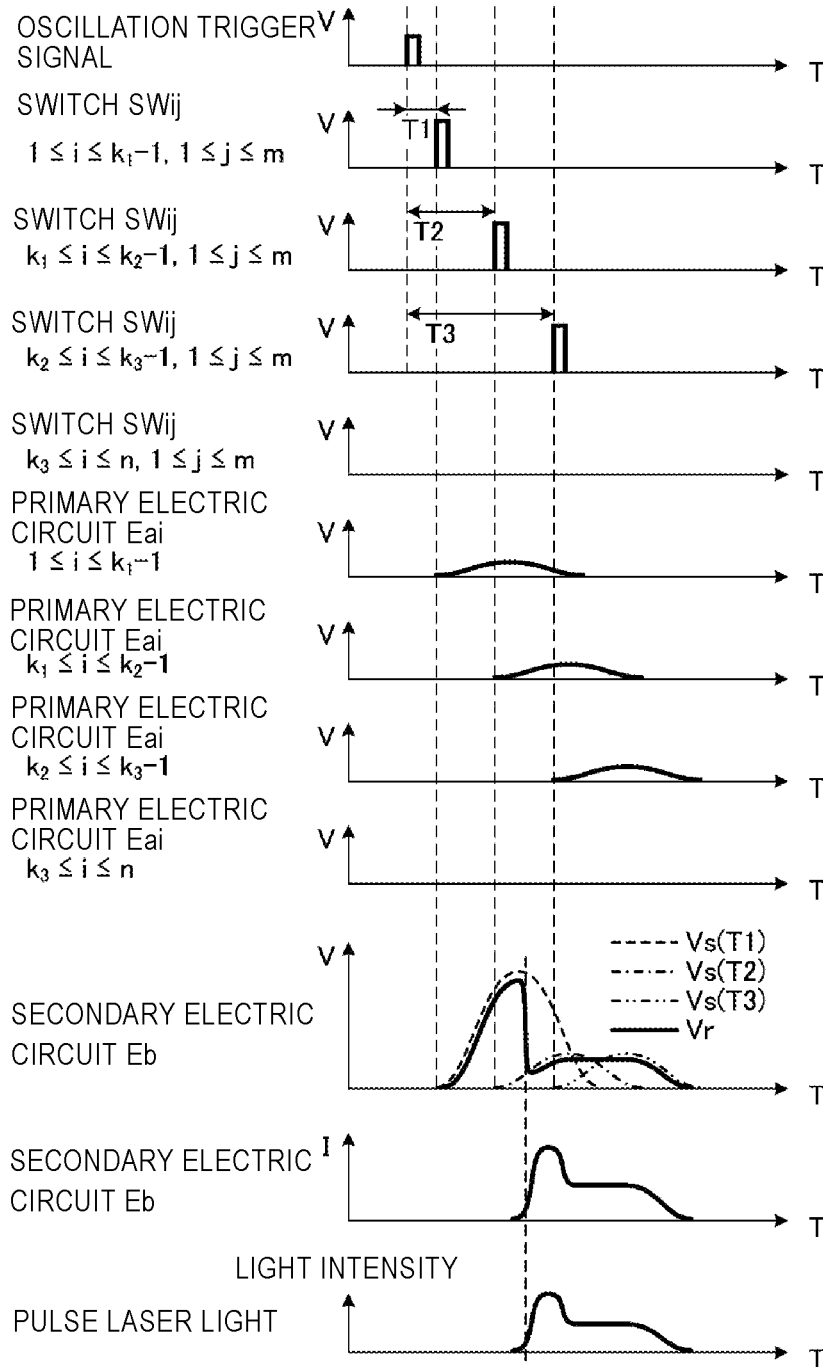 OSCILLATION TRIGGER
SIGNAL
V
T
SWITCH SWij
1 ≤ i ≤ k₁-1, 1 ≤ j ≤ m
V
T1
T
SWITCH SWij
k₁ ≤ i ≤ k₂-1, 1 ≤ j ≤ m
V
T2
T
SWITCH SWij
k₂ ≤ i ≤ k₃-1, 1 ≤ j ≤ m
V
T3
T
SWITCH SWij
k₃ ≤ i ≤ n, 1 ≤ j ≤ m
V
T
PRIMARY ELECTRIC
CIRCUIT Eai
1 ≤ i ≤ k₁-1
V
T
PRIMARY ELECTRIC
CIRCUIT Eai
k₁ ≤ i ≤ k₂-1
V
T
PRIMARY ELECTRIC
CIRCUIT Eai
k₂ ≤ i ≤ k₃-1
V
T
PRIMARY ELECTRIC
CIRCUIT Eai
k₃ ≤ i ≤ n
V
T
SECONDARY ELECTRIC
CIRCUIT Eb
V
Vs(T1)
Vs(T2)
Vs(T3)
Vr
T
SECONDARY ELECTRIC
CIRCUIT Eb
I
T
LIGHT INTENSITY
PULSE LASER LIGHT
T